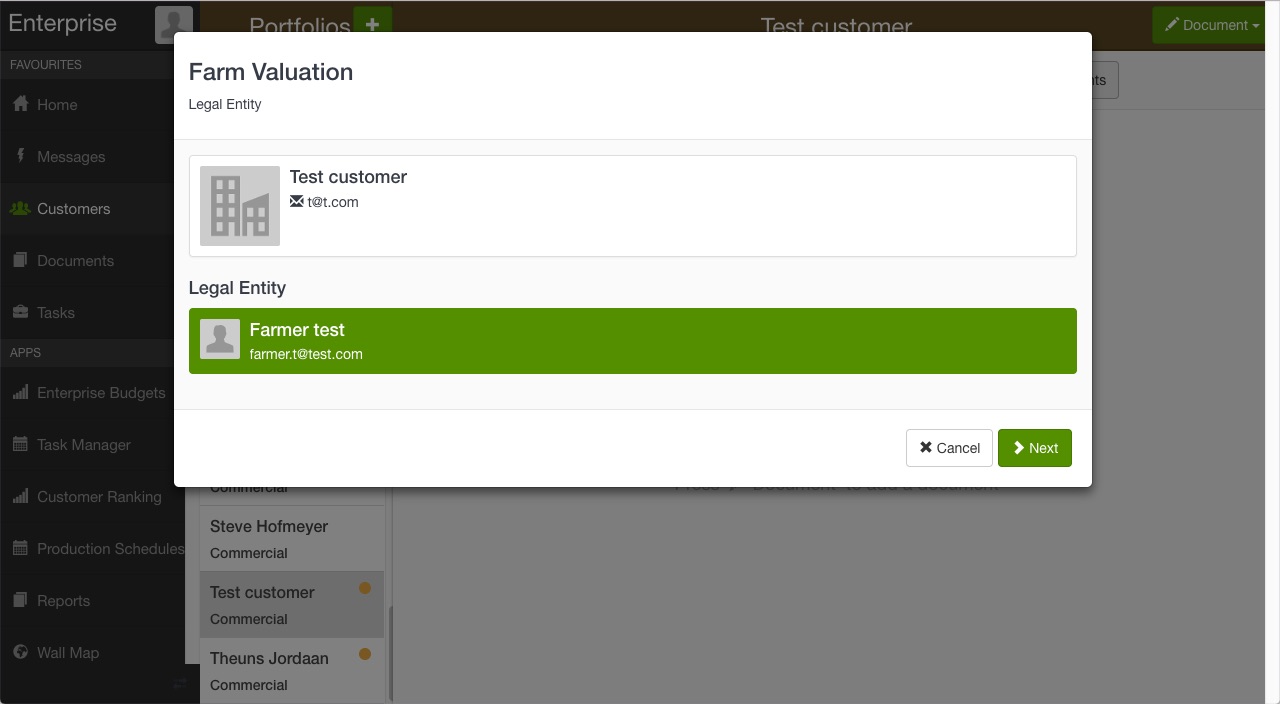 Enterprise
Portfolios
Test customer
Document
FAVOURITES
Home
Messages
Customers
Documents
Tasks
APPS
Enterprise Budgets
Task Manager
Customer Ranking
Production Schedules
Reports
Wall Map
Farm Valuation
Legal Entity
Test customer
t@t.com
Legal Entity
Farmer test
farmer.t@test.com
Cancel
Next
Commercial
Steve Hofmeyer
Commercial
Test customer
Commercial
Theuns Jordaan
Commercial